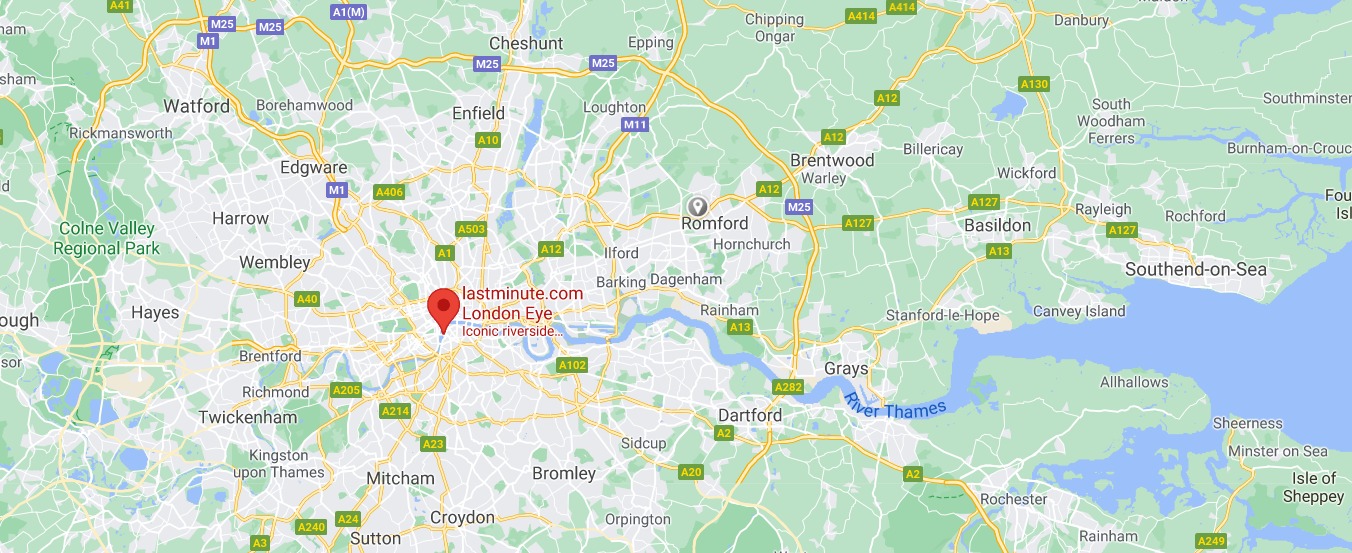 A41
A1(M)
A414
A414
Chipping
Ongar
Danbury
M25
M25
M1
Cheshunt
Epping
M25
M25
A130
Watford
Borehamwood
Enfield
Loughton
M11
A12
South
Woodham
Ferrers
Southminster
Rickmansworth
A10
A12
Brentwood
Warley
Billericay
Burnham-on-Crouc
Edgware
M1
A406
A12
M25
Wickford
A127
Harrow
Colne Valley
Regional Park
A503
A1
A12
Romford
Hornchurch
A127
Basildon
A13
Rayleigh
A127
Rochford
Fou
Isl
Wembley
Ilford
Barking
Dagenham
Southend-on-Sea
A40
lastminute.com
London Eye
Iconic riverside...
Rainham
A13
Stanford-le-Hope
Canvey Island
ough
Hayes
sor
Brentford
Richmond
A205
A102
Grays
A282
Allhallows
Twickenham
A214
Dartford
River Thames
A23
Sidcup
A2
Sheerness
Kingston
upon Thames
Mitcham
Bromley
A20
A2
Minster on Sea
Isle of
Sheppey
Rochester
Croydon
Orpington
A24
A240
A3
Sutton
Rainham
A249